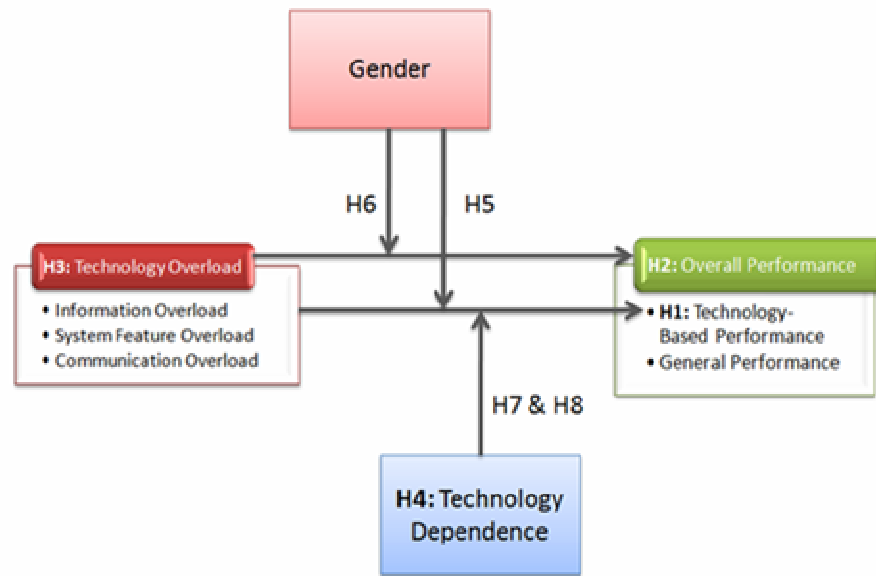 Gender
H6
H5
H3: Technology Overload
• Information Overload
• System Feature Overload
• Communication Overload
H2: Overall Performance
• H1: Technology-
Based Performance
• General Performance
H7 & H8
H4: Technology
Dependence